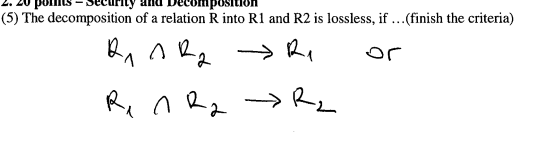 2. 20 points – Security and Decomposition
(5) The decomposition of a relation R into R1 and R2 is lossless, if …(finish the criteria)
R₁ ∩ R₂ → R₁ or
R₁ ∩ R₂ → R₂